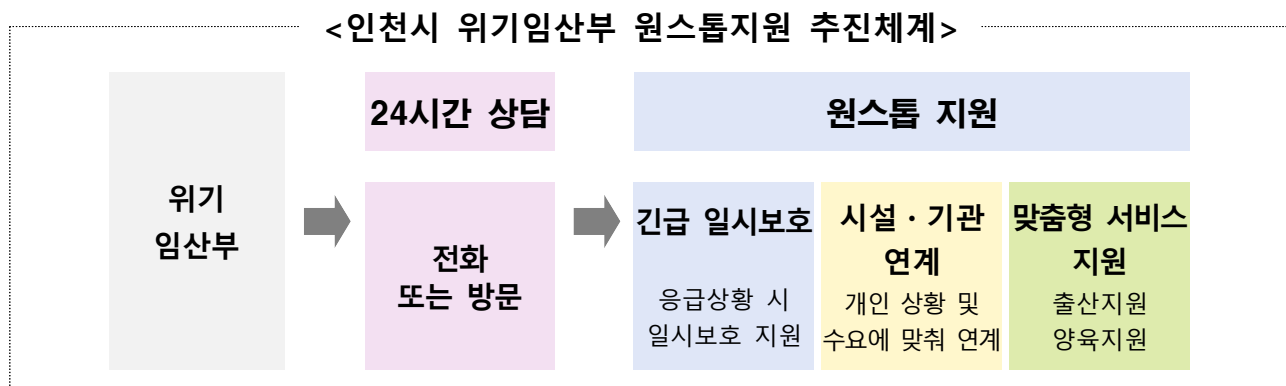 <인천시 위기임산부 원스톱지원 추진체계>
위기
임산부
24시간 상담
전화
또는 방문
원스톱 지원
긴급 일시보호
응급상황 시
일시보호 지원
시설·기관
연계
개인 상황 및
수요에 맞춰 연계
맞춤형 서비스
지원
출산지원
양육지원